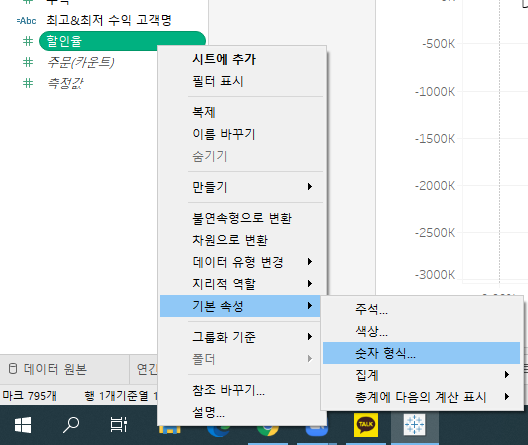 =Abc 최고&최저 수익 고객명
# 할인율
# 주문(카운트)
# 측정값
시트에 추가
필터 표시
복제
이름 바꾸기
숨기기
만들기
불연속형으로 변환
차원으로 변환
데이터 유형 변경
지리적 역할
기본 속성
그룹화 기준
폴더
참조 바꾸기...
설명...
주석...
색상...
숫자 형식...
집계
총계에 다음의 계산 표시
0K
-500K
-1000K
-1500K
-2000K
-2500K
-3000K
데이터 원본
연간
마크 795개
행 1개기준열 1
TALK